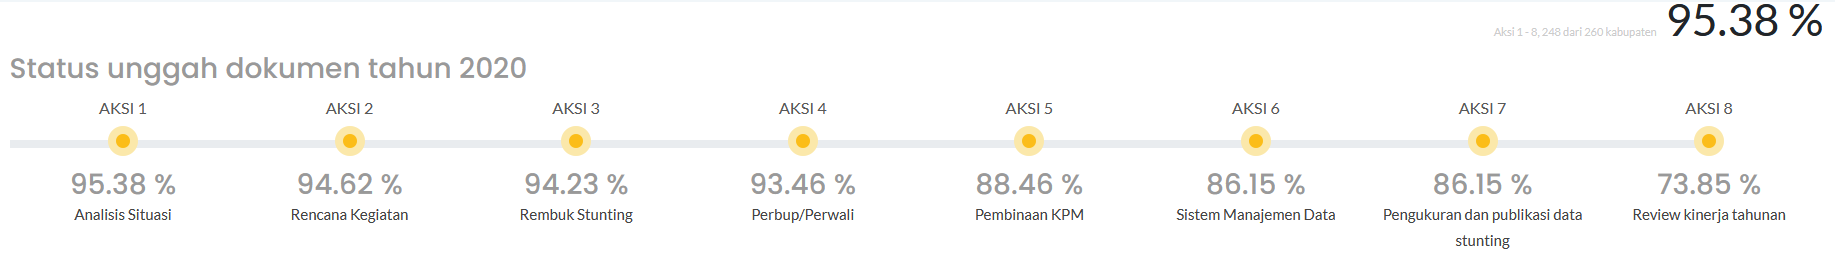 Aksi 1 - 8, 248 dari 260 kabupaten 95.38 %
Status unggah dokumen tahun 2020
AKSI 1 AKSI 2 AKSI 3 AKSI 4 AKSI 5 AKSI 6 AKSI 7 AKSI 8
95.38 % 94.62 % 94.23 % 93.46 % 88.46 % 86.15 % 86.15 % 73.85 %
Analisis Situasi Rencana Kegiatan Rembuk Stunting Perbup/Perwali Pembinaan KPM Sistem Manajemen Data Pengukuran dan publikasi data Review kinerja tahunan
stunting